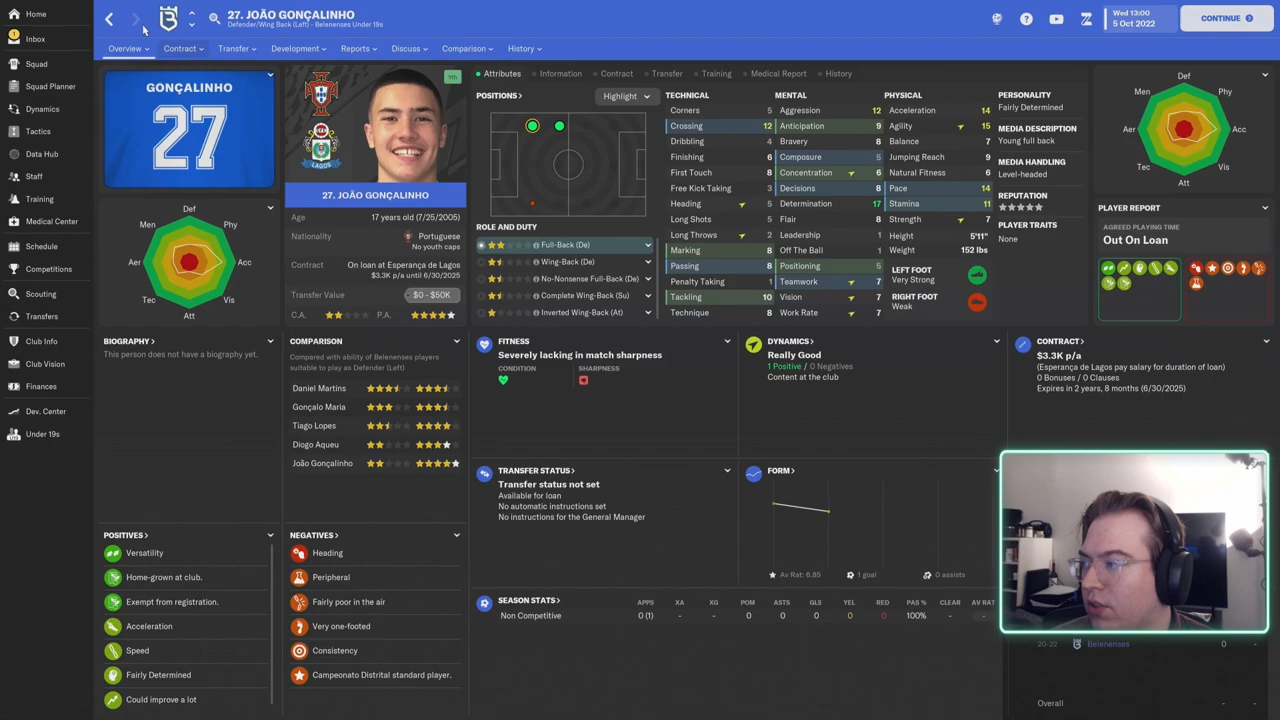 Home
Inbox
Squad
Squad Planner
Dynamics
Tactics
Data Hub
Staff
Training
Medical Center
Schedule
Competitions
Scouting
Transfers
Club Info
Club Vision
Finances
Dev. Center
Under 19s
27. JOÃO GONÇALINHO
Defender/Wing Back (Left) - Belenenses Under 19s
Wed 13:00
5 Oct 2022
CONTINUE
Overview
Contract
Transfer
Development
Reports
Discuss
Comparison
History
GONÇALINHO
27
Yth
LAGOS
27. JOÃO GONÇALINHO
Age 17 years old (7/25/2005)
Nationality Portuguese
No youth caps
Contract On loan at Esperança de Lagos
$3.3K p/a until 6/30/2025
Transfer Value $0 - $50K
C.A. P.A.
Def
Men Phy
Aer Acc
Tec Vis
Att
Attributes Information Contract Transfer Training Medical Report History
POSITIONS
Highlight
ROLE AND DUTY
Full-Back (De)
Wing-Back (De)
No-Nonsense Full-Back (De)
Complete Wing-Back (Su)
Inverted Wing-Back (At)
TECHNICAL
Corners 5
Crossing 12
Dribbling 4
Finishing 6
First Touch 8
Free Kick Taking 3
Heading 5
Long Shots 5
Long Throws 2
Marking 8
Passing 8
Penalty Taking 1
Tackling 10
Technique 8
MENTAL
Aggression 12
Anticipation 9
Bravery 8
Composure 5
Concentration 6
Decisions 8
Determination 17
Flair 8
Leadership 1
Off The Ball 1
Positioning 5
Teamwork 7
Vision 7
Work Rate 7
PHYSICAL
Acceleration 14
Agility 15
Balance 7
Jumping Reach 9
Natural Fitness 6
Pace 14
Stamina 11
Strength 7
Height 5'11"
Weight 152 lbs
LEFT FOOT
Very Strong
RIGHT FOOT
Weak
PERSONALITY
Fairly Determined
MEDIA DESCRIPTION
Young full back
MEDIA HANDLING
Level-headed
REPUTATION
PLAYER TRAITS
None
Def
Men Phy
Aer Acc
Tec Vis
Att
PLAYER REPORT
AGREED PLAYING TIME
Out On Loan
BIOGRAPHY
This person does not have a biography yet.
COMPARISON
Compared with ability of Belenenses players
suitable to play as Defender (Left)
Daniel Martins
Gonçalo Maria
Tiago Lopes
Diogo Aqueu
João Gonçalinho
FITNESS
Severely lacking in match sharpness
CONDITION SHARPNESS
DYNAMICS
Really Good
1 Positive / 0 Negatives
Content at the club
CONTRACT
$3.3K p/a
(Esperança de Lagos pay salary for duration of loan)
0 Bonuses / 0 Clauses
Expires in 2 years, 8 months (6/30/2025)
TRANSFER STATUS
Transfer status not set
Available for loan
No automatic instructions set
No instructions for the General Manager
FORM
Av Rat: 6.85 1 goal 0 assists
POSITIVES
Versatility
Home-grown at club.
Exempt from registration.
Acceleration
Speed
Fairly Determined
Could improve a lot
NEGATIVES
Heading
Peripheral
Fairly poor in the air
Very one-footed
Consistency
Campeonato Distrital standard player.
SEASON STATS APPS XA XG POM ASTS GLS YEL RED PAS % CLEAR AV RAT
Non Competitive 0 (1) - - 0 0 0 0 0 100% - -
20-22 Belenenses 0 -
Overall - -